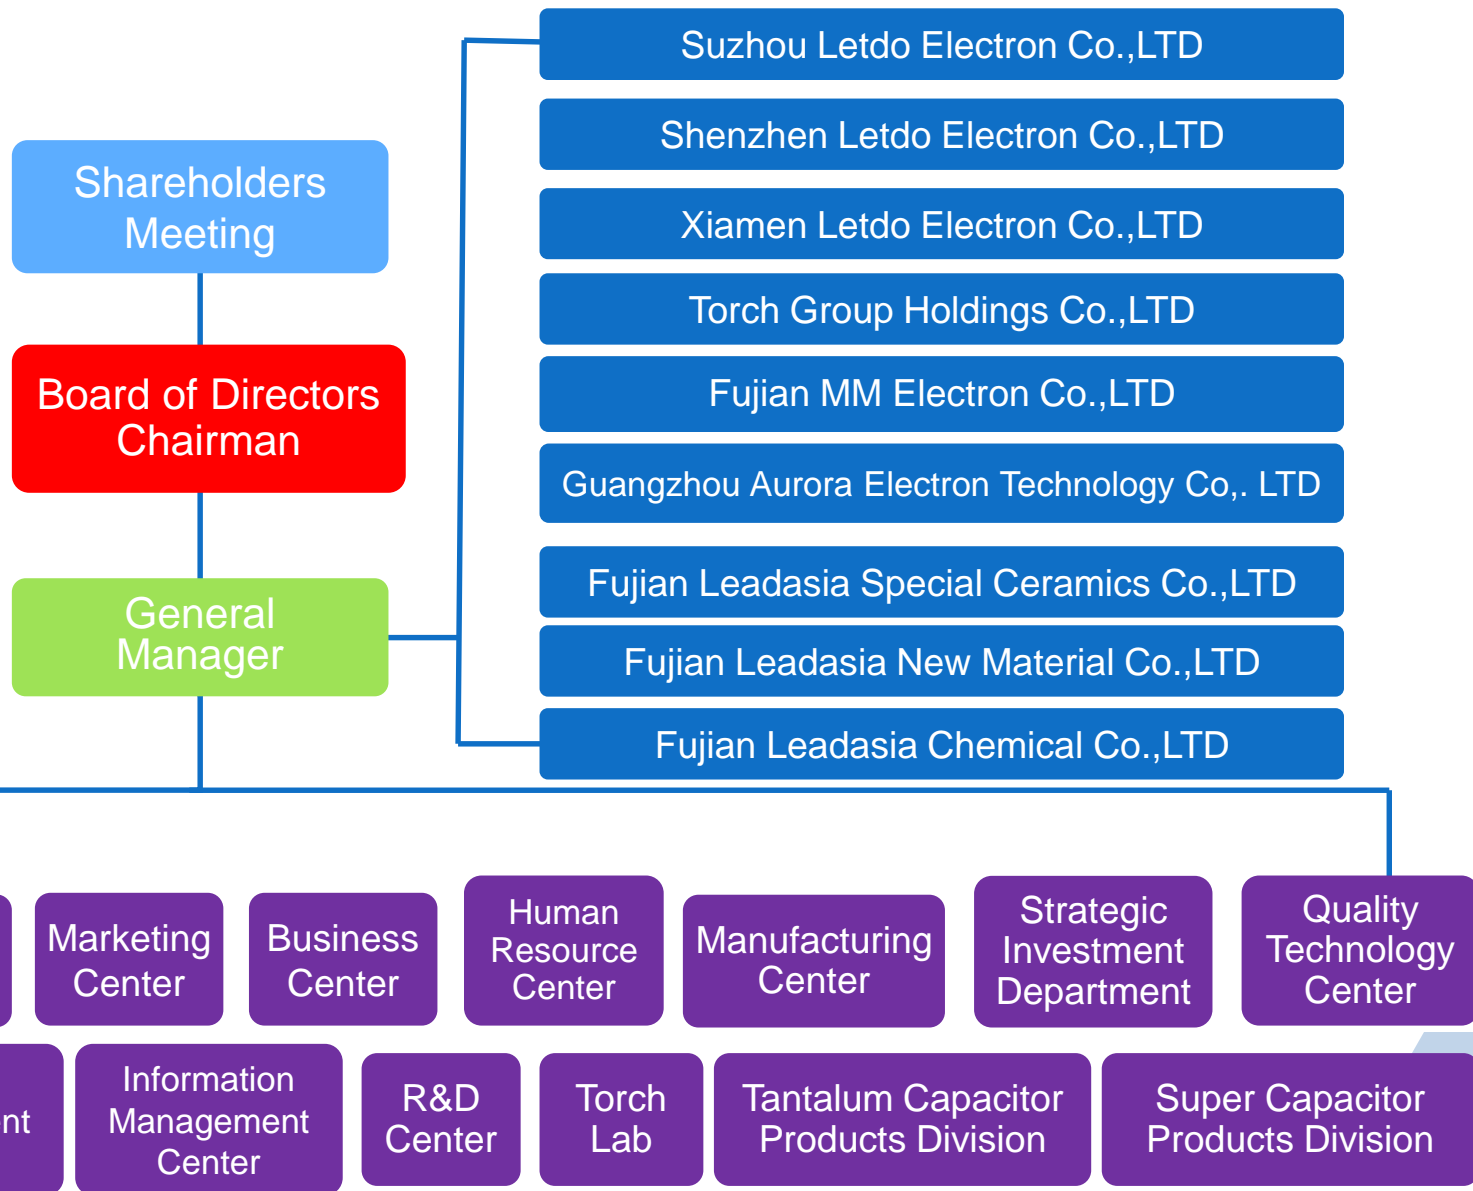 Suzhou Letdo Electron Co.,LTD
Shenzhen Letdo Electron Co.,LTD
Xiamen Letdo Electron Co.,LTD
Torch Group Holdings Co.,LTD
Fujian MM Electron Co.,LTD
Guangzhou Aurora Electron Technology Co,. LTD
Fujian Leadasia Special Ceramics Co.,LTD
Fujian Leadasia New Material Co.,LTD
Fujian Leadasia Chemical Co.,LTD
Shareholders
Meeting
Board of Directors
Chairman
General
Manager
Marketing
Center
Business
Center
Human
Resource
Center
Manufacturing
Center
Strategic
Investment
Department
Quality
Technology
Center
Information
Management
Center
R&D
Center
Torch
Lab
Tantalum Capacitor
Products Division
Super Capacitor
Products Division